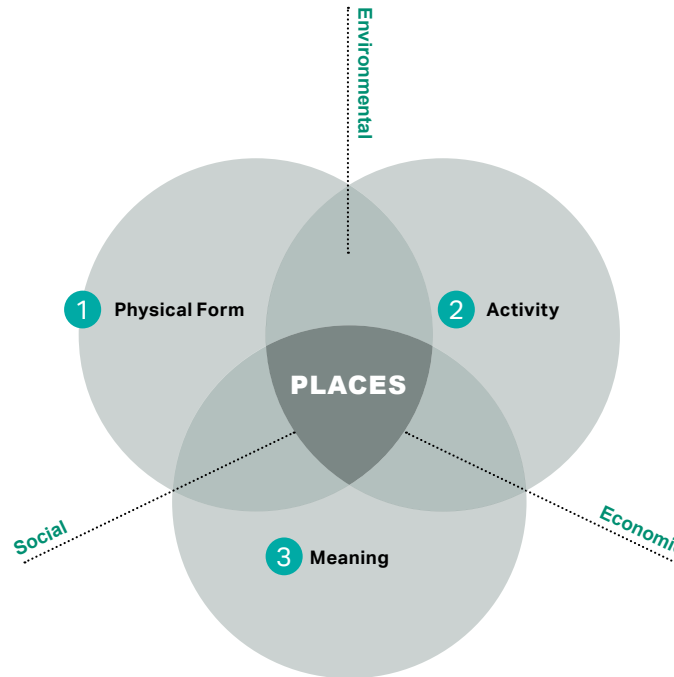 Environmental
1 Physical Form
2 Activity
PLACES
Social
Economi
3 Meaning